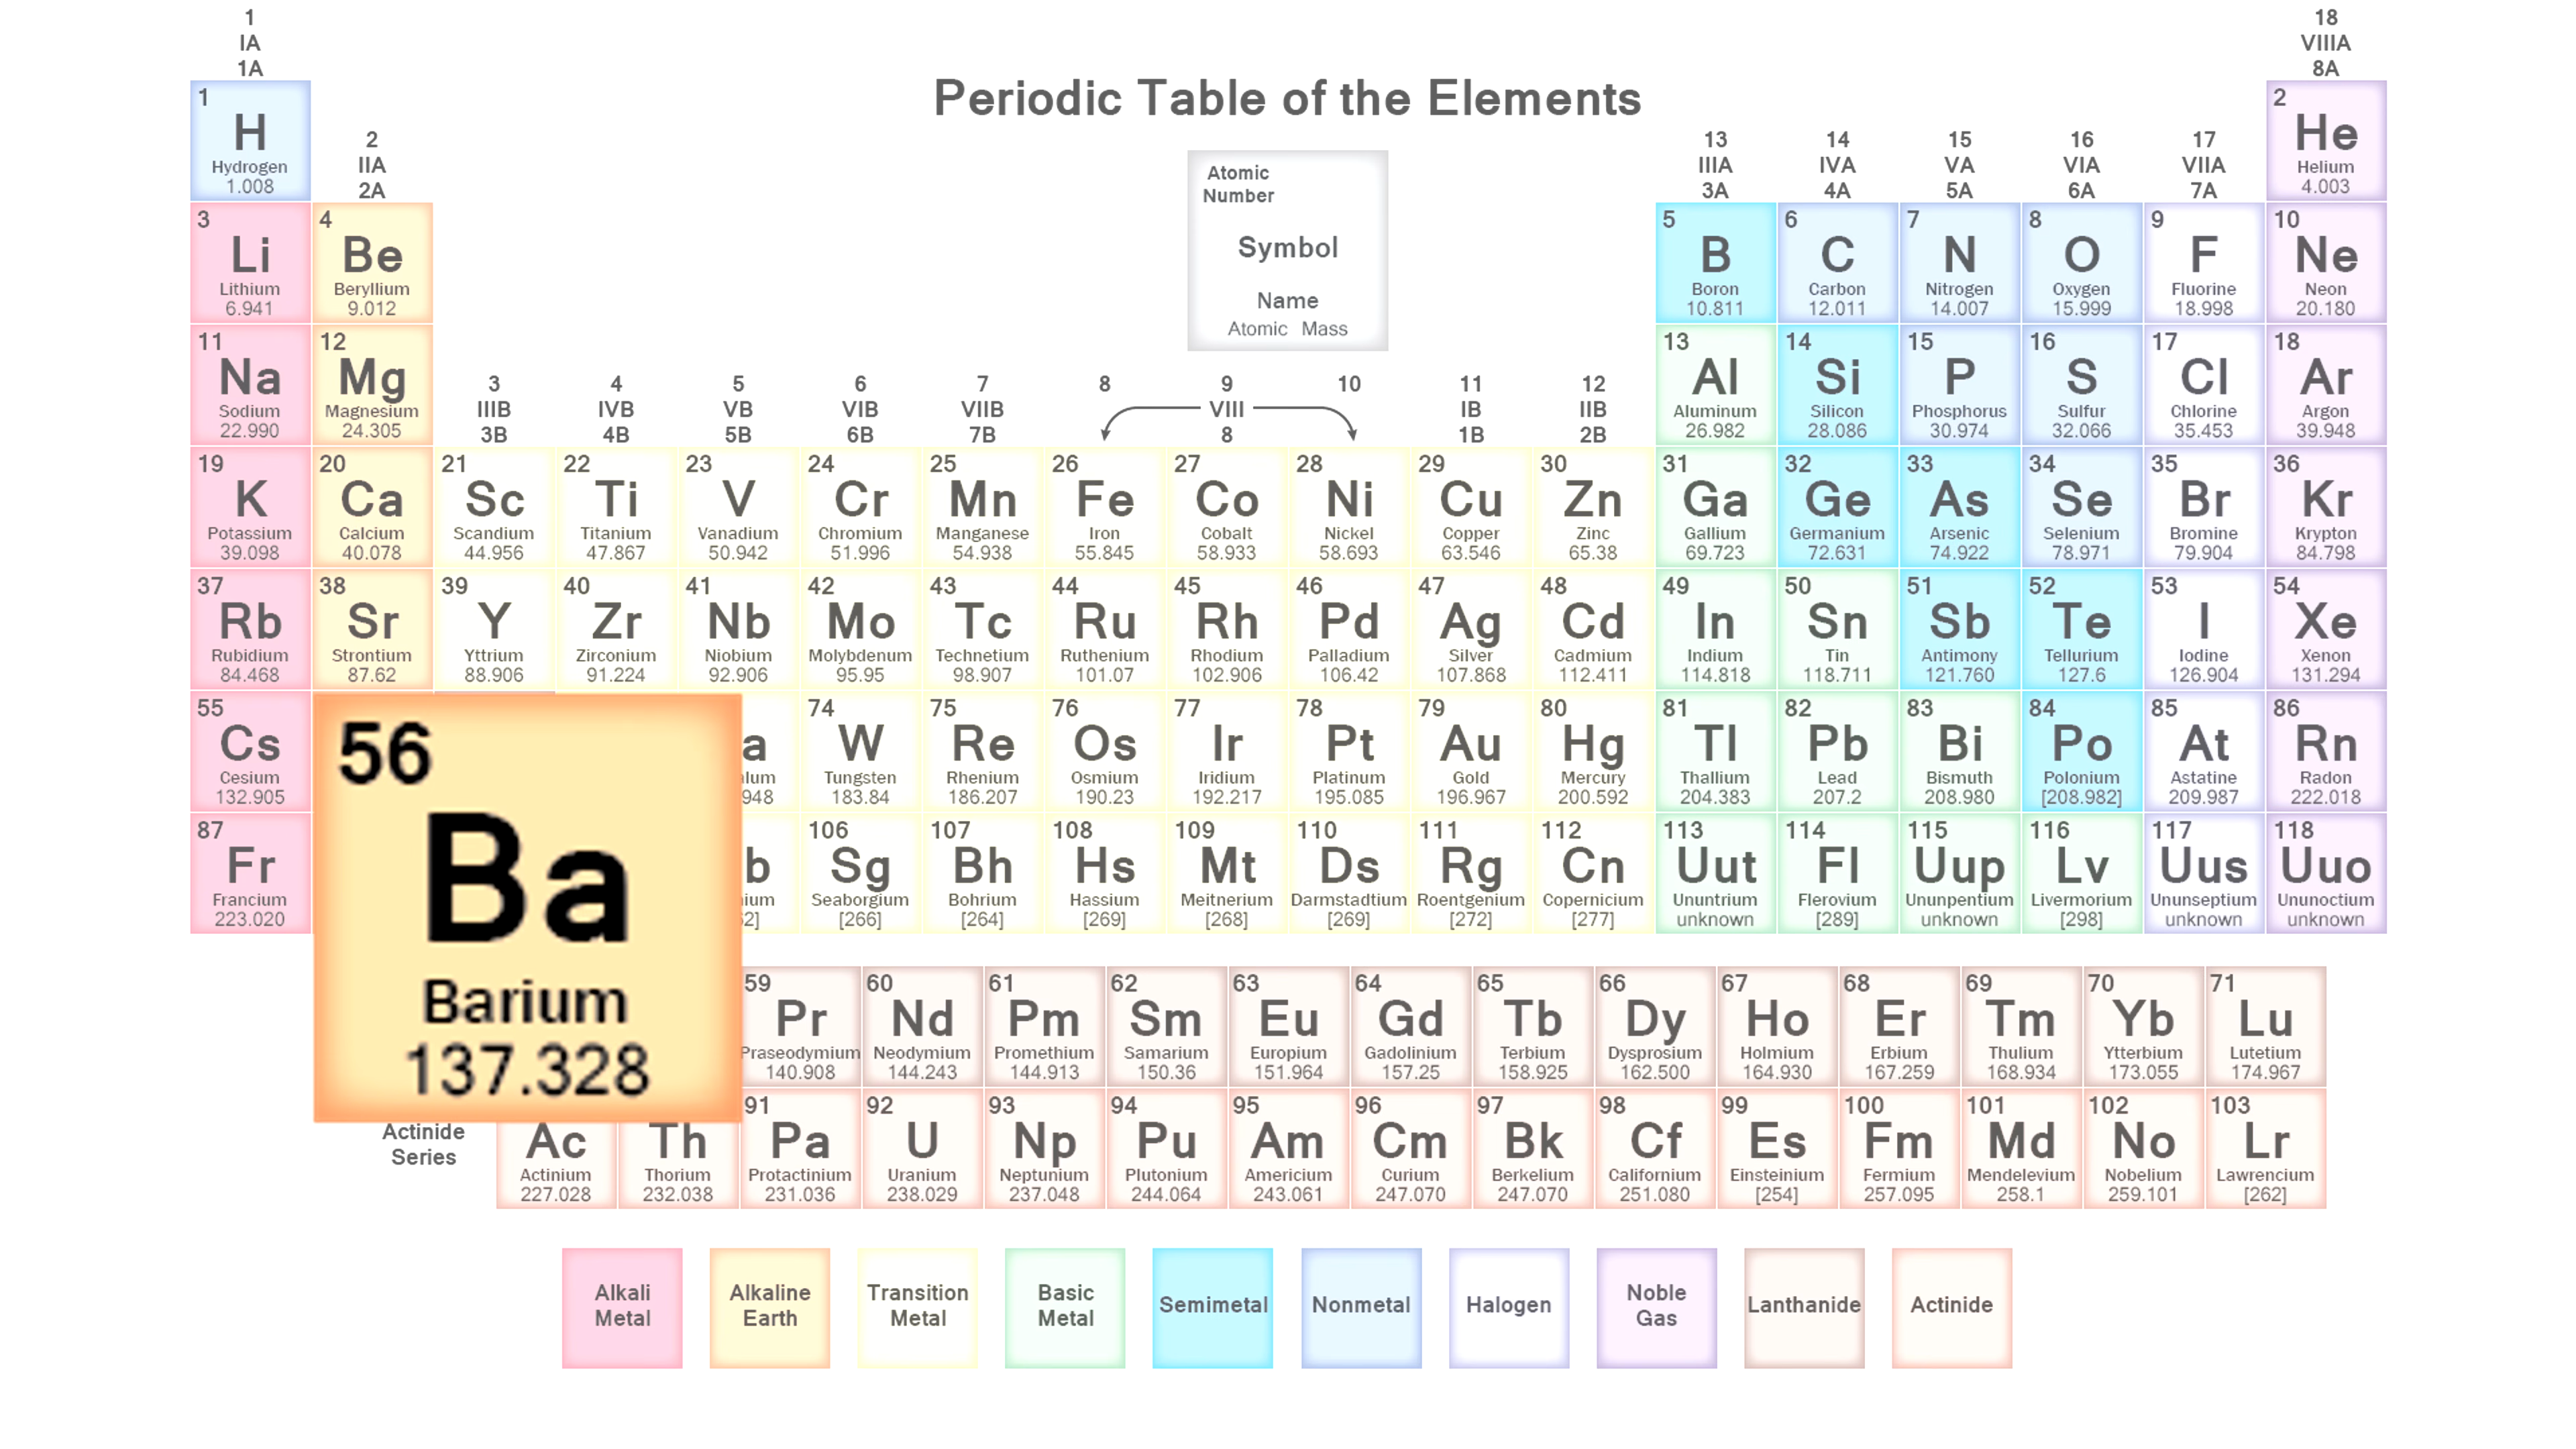 1
IA
1A
18
VIIIA
8A
Periodic Table of the Elements
1
H
Hydrogen
1.008
2
IIA
2A
13
IIIA
3A
14
IVA
4A
15
VA
5A
16
VIA
6A
17
VIIA
7A
2
He
Helium
4.003
Atomic
Number
Symbol
Name
Atomic Mass
3
Li
Lithium
6.941
4
Be
Beryllium
9.012
5
B
Boron
10.811
6
C
Carbon
12.011
7
N
Nitrogen
14.007
8
O
Oxygen
15.999
9
F
Fluorine
18.998
10
Ne
Neon
20.180
11
Na
Sodium
22.990
12
Mg
Magnesium
24.305
3
IIIB
3B
4
IVB
4B
5
VB
5B
6
VIB
6B
7
VIIB
7B
8
9
10
VIII
8
11
IB
1B
12
IIB
2B
13
Al
Aluminum
26.982
14
Si
Silicon
28.086
15
P
Phosphorus
30.974
16
S
Sulfur
32.066
17
Cl
Chlorine
35.453
18
Ar
Argon
39.948
19
K
Potassium
39.098
20
Ca
Calcium
40.078
21
Sc
Scandium
44.956
22
Ti
Titanium
47.867
23
V
Vanadium
50.942
24
Cr
Chromium
51.996
25
Mn
Manganese
54.938
26
Fe
Iron
55.845
27
Co
Cobalt
58.933
28
Ni
Nickel
58.693
29
Cu
Copper
63.546
30
Zn
Zinc
65.38
31
Ga
Gallium
69.723
32
Ge
Germanium
72.631
33
As
Arsenic
74.922
34
Se
Selenium
78.971
35
Br
Bromine
79.904
36
Kr
Krypton
84.798
37
Rb
Rubidium
84.468
38
Sr
Strontium
87.62
39
Y
Yttrium
88.906
40
Zr
Zirconium
91.224
41
Nb
Niobium
92.906
42
Mo
Molybdenum
95.95
43
Tc
Technetium
98.907
44
Ru
Ruthenium
101.07
45
Rh
Rhodium
102.906
46
Pd
Palladium
106.42
47
Ag
Silver
107.868
48
Cd
Cadmium
112.411
49
In
Indium
114.818
50
Sn
Tin
118.711
51
Sb
Antimony
121.760
52
Te
Tellurium
127.6
53
I
Iodine
126.904
54
Xe
Xenon
131.294
55
Cs
Cesium
132.905
56
Ba
Barium
137.328
74
W
Tungsten
183.84
75
Re
Rhenium
186.207
76
Os
Osmium
190.23
77
Ir
Iridium
192.217
78
Pt
Platinum
195.085
79
Au
Gold
196.967
80
Hg
Mercury
200.592
81
Tl
Thallium
204.383
82
Pb
Lead
207.2
83
Bi
Bismuth
208.980
84
Po
Polonium
[208.982]
85
At
Astatine
209.987
86
Rn
Radon
222.018
87
Fr
Francium
223.020
106
Sg
Seaborgium
[266]
107
Bh
Bohrium
[264]
108
Hs
Hassium
[269]
109
Mt
Meitnerium
[268]
110
Ds
Darmstadtium
[269]
111
Rg
Roentgenium
[272]
112
Cn
Copernicium
[277]
113
Uut
Ununtrium
unknown
114
Fl
Flerovium
[289]
115
Uup
Ununpentium
unknown
116
Lv
Livermorium
[298]
117
Uus
Ununseptium
unknown
118
Uuo
Ununoctium
unknown
59
Pr
Praseodymium
140.908
60
Nd
Neodymium
144.243
61
Pm
Promethium
144.913
62
Sm
Samarium
150.36
63
Eu
Europium
151.964
64
Gd
Gadolinium
157.25
65
Tb
Terbium
158.925
66
Dy
Dysprosium
162.500
67
Ho
Holmium
164.930
68
Er
Erbium
167.259
69
Tm
Thulium
168.934
70
Yb
Ytterbium
173.055
71
Lu
Lutetium
174.967
Actinide
Series
Ac
Actinium
227.028
Th
Thorium
232.038
91
Pa
Protactinium
231.036
92
U
Uranium
238.029
93
Np
Neptunium
237.048
94
Pu
Plutonium
244.064
95
Am
Americium
243.061
96
Cm
Curium
247.070
97
Bk
Berkelium
247.070
98
Cf
Californium
251.080
99
Es
Einsteinium
[254]
100
Fm
Fermium
257.095
101
Md
Mendelevium
258.1
102
No
Nobelium
259.101
103
Lr
Lawrencium
[262]
Alkali
Metal
Alkaline
Earth
Transition
Metal
Basic
Metal
Semimetal
Nonmetal
Halogen
Noble
Gas
Lanthanide
Actinide